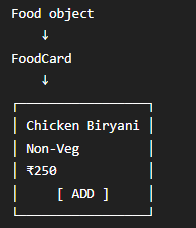 Food object
↓
FoodCard
↓
Chicken Biryani
Non-Veg
₹250
[ ADD ]